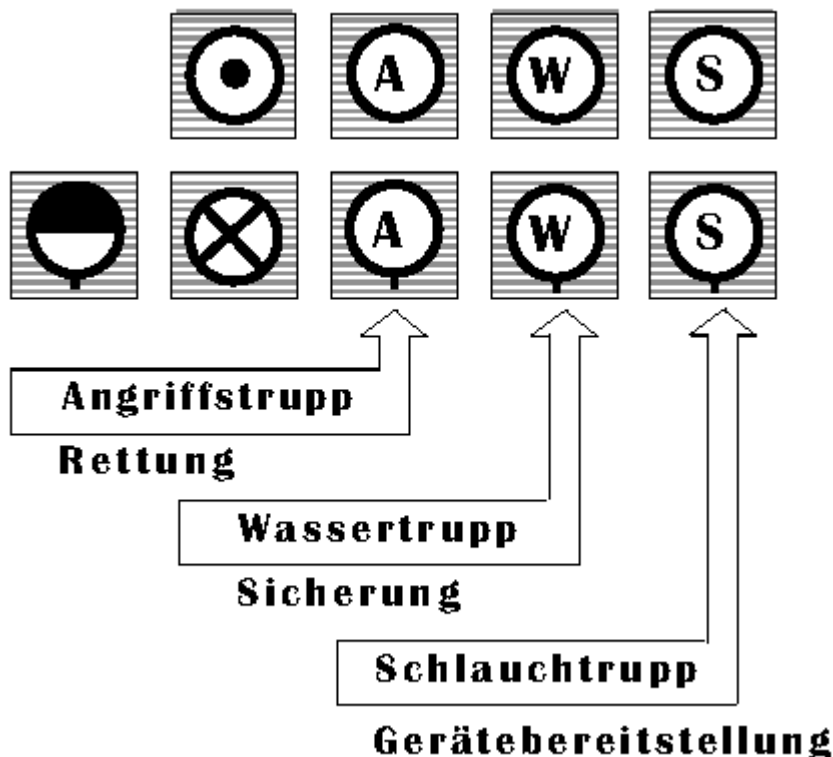 A W S
A W S
Angriffstrupp
Rettung
Wassertrupp
Sicherung
Schlauchtrupp
Gerätebereitstellung